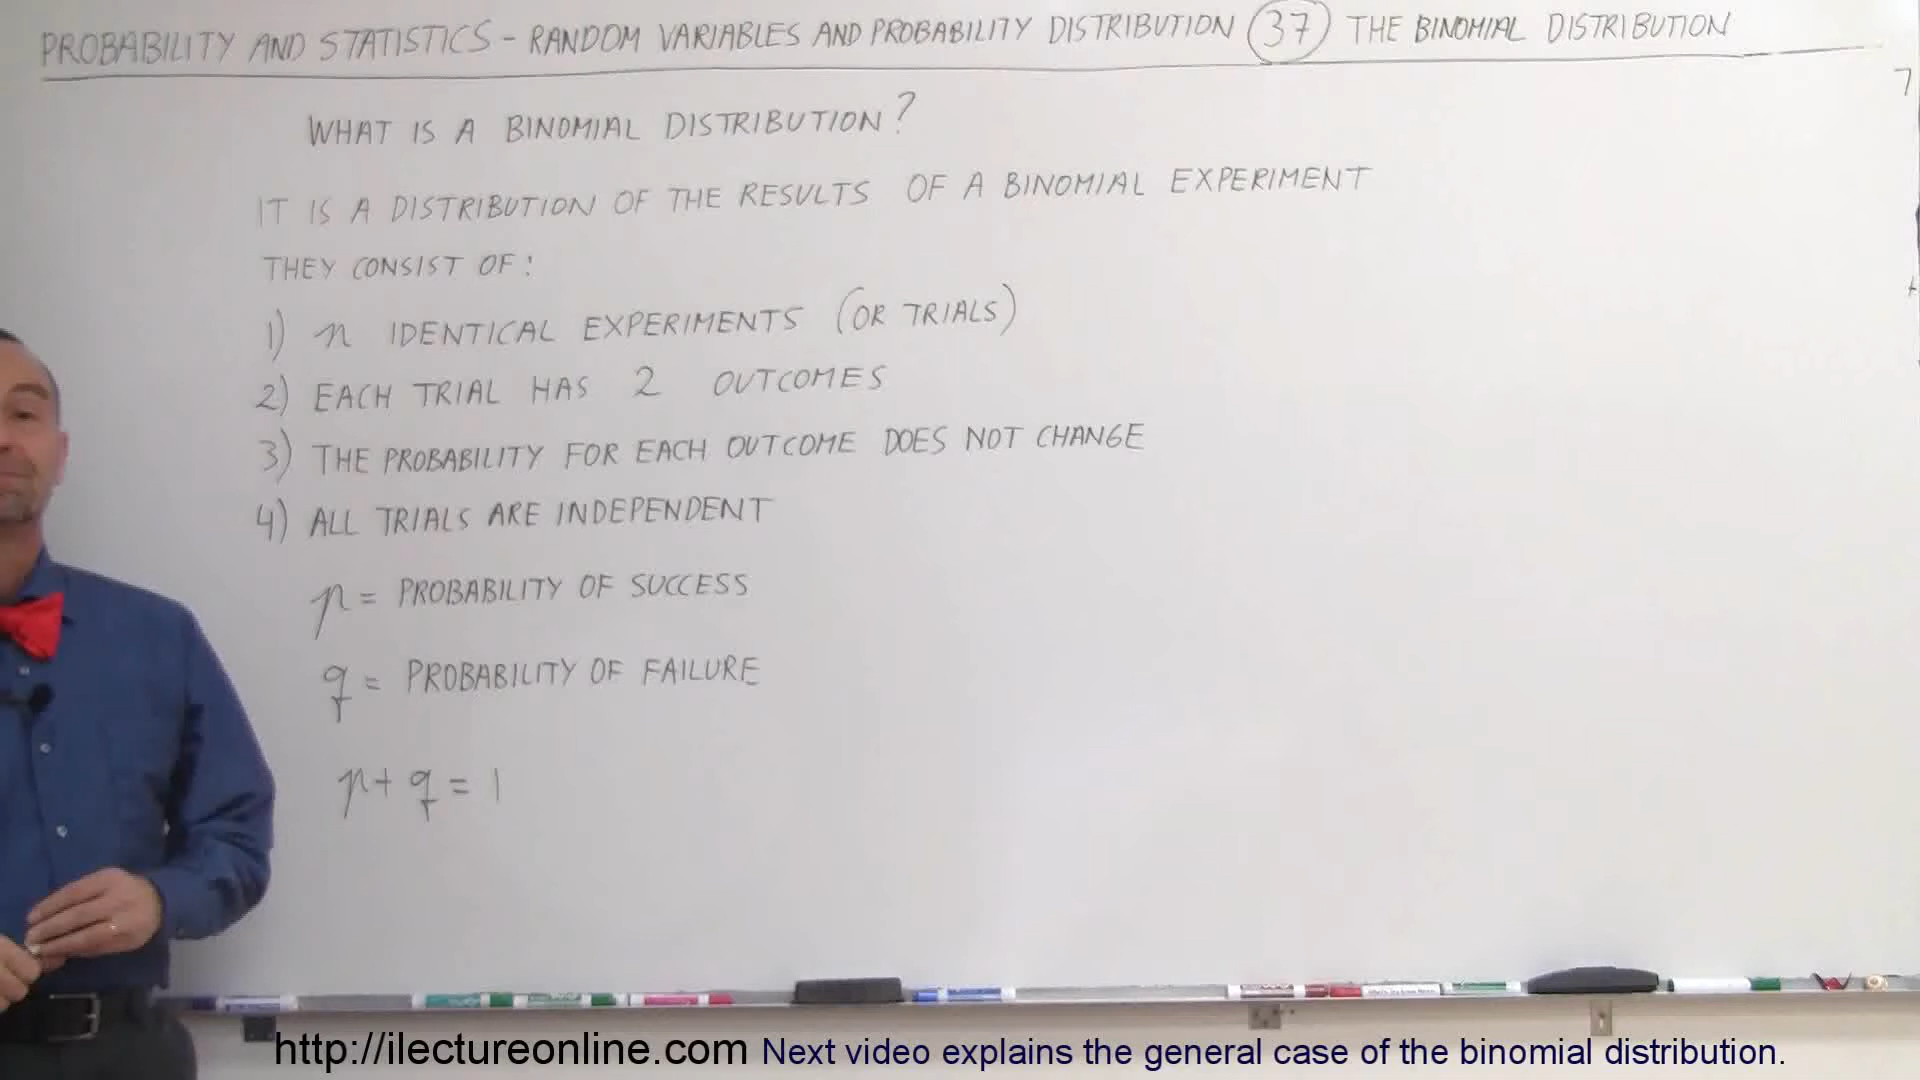 PROBABILITY AND STATISTICS - RANDOM VARIABLES AND PROBABILITY DISTRIBUTION 37 THE BINOMIAL DISTRIBUTION
WHAT IS A BINOMIAL DISTRIBUTION?
IT IS A DISTRIBUTION OF THE RESULTS OF A BINOMIAL EXPERIMENT
THEY CONSIST OF:
1) n IDENTICAL EXPERIMENTS (OR TRIALS)
2) EACH TRIAL HAS 2 OUTCOMES
3) THE PROBABILITY FOR EACH OUTCOME DOES NOT CHANGE
4) ALL TRIALS ARE INDEPENDENT
p = PROBABILITY OF SUCCESS
q = PROBABILITY OF FAILURE
p + q = 1
http://ilectureonline.com Next video explains the general case of the binomial distribution.